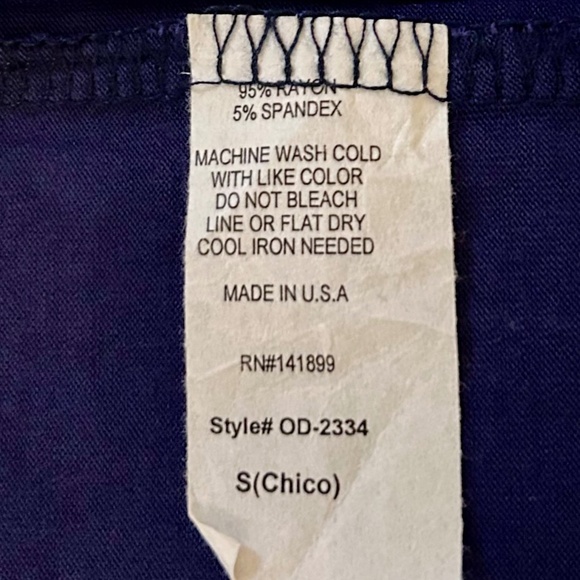 95% RAYON
5% SPANDEX
MACHINE WASH COLD
WITH LIKE COLOR
DO NOT BLEACH
LINE OR FLAT DRY
COOL IRON NEEDED
MADE IN U.S.A
RN#141899
Style# OD-2334
S(Chico)